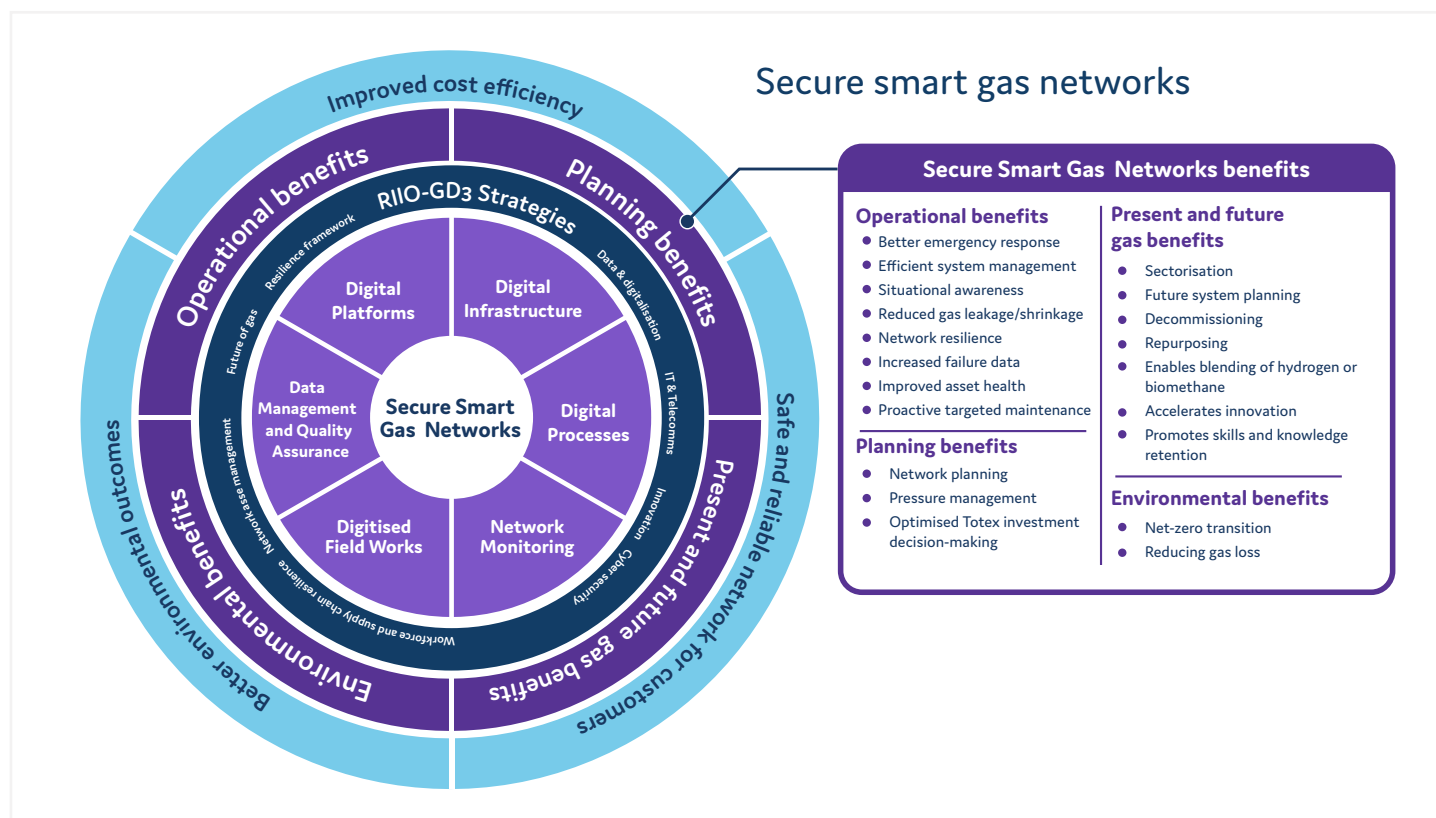 Secure smart gas networks
Improved cost efficiency
Safe and reliable network for customers
Better environmental outcomes
Operational benefits
Planning benefits
Present and future gas benefits
Environmental benefits
RIIO-GD3 Strategies
Data & digitalisation
IT & Telecomms
Innovation
Cyber security
Workforce and supply chain resilience
Network asse management
Future of gas
Resilience framework
Digital
Platforms
Digital
Infrastructure
Digital
Processes
Network
Monitoring
Digitised
Field Works
Data
Management
and Quality
Assurance
Secure Smart
Gas Networks
Secure Smart Gas Networks benefits
Operational benefits
Better emergency response
Efficient system management
Situational awareness
Reduced gas leakage/shrinkage
Network resilience
Increased failure data
Improved asset health
Proactive targeted maintenance
Planning benefits
Network planning
Pressure management
Optimised Totex investment
decision-making
Present and future
gas benefits
Sectorisation
Future system planning
Decommissioning
Repurposing
Enables blending of hydrogen or
biomethane
Accelerates innovation
Promotes skills and knowledge
retention
Environmental benefits
Net-zero transition
Reducing gas loss